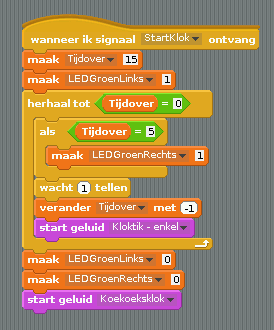 wanneer ik signaal StartKlok ontvang
maak Tijdover 15
maak LEDGroenLinks 1
herhaal tot Tijdover = 0
als Tijdover = 5
maak LEDGroenRechts 1
wacht 1 tellen
verander Tijdover met -1
start geluid Kloktik - enkel
maak LEDGroenLinks 0
maak LEDGroenRechts 0
start geluid Koekoeksklok